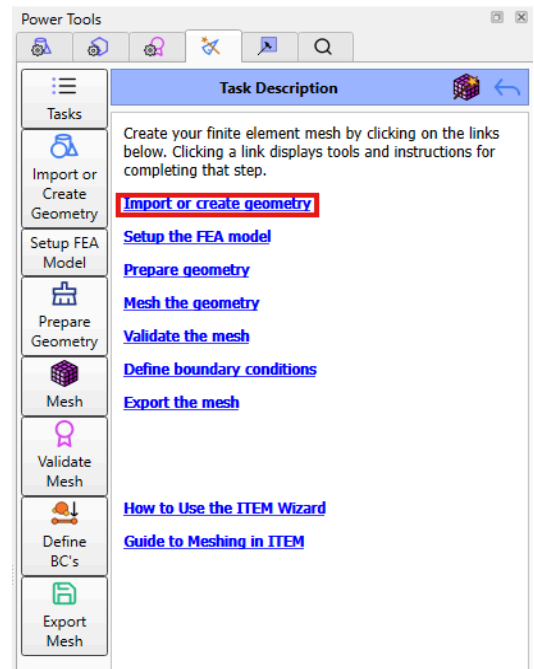 Power Tools
Tasks
Import or
Create
Geometry
Setup FEA
Model
Prepare
Geometry
Mesh
Validate
Mesh
Define
BC's
Export
Mesh
Task Description
Create your finite element mesh by clicking on the links
below. Clicking a link displays tools and instructions for
completing that step.
Import or create geometry
Setup the FEA model
Prepare geometry
Mesh the geometry
Validate the mesh
Define boundary conditions
Export the mesh
How to Use the ITEM Wizard
Guide to Meshing in ITEM